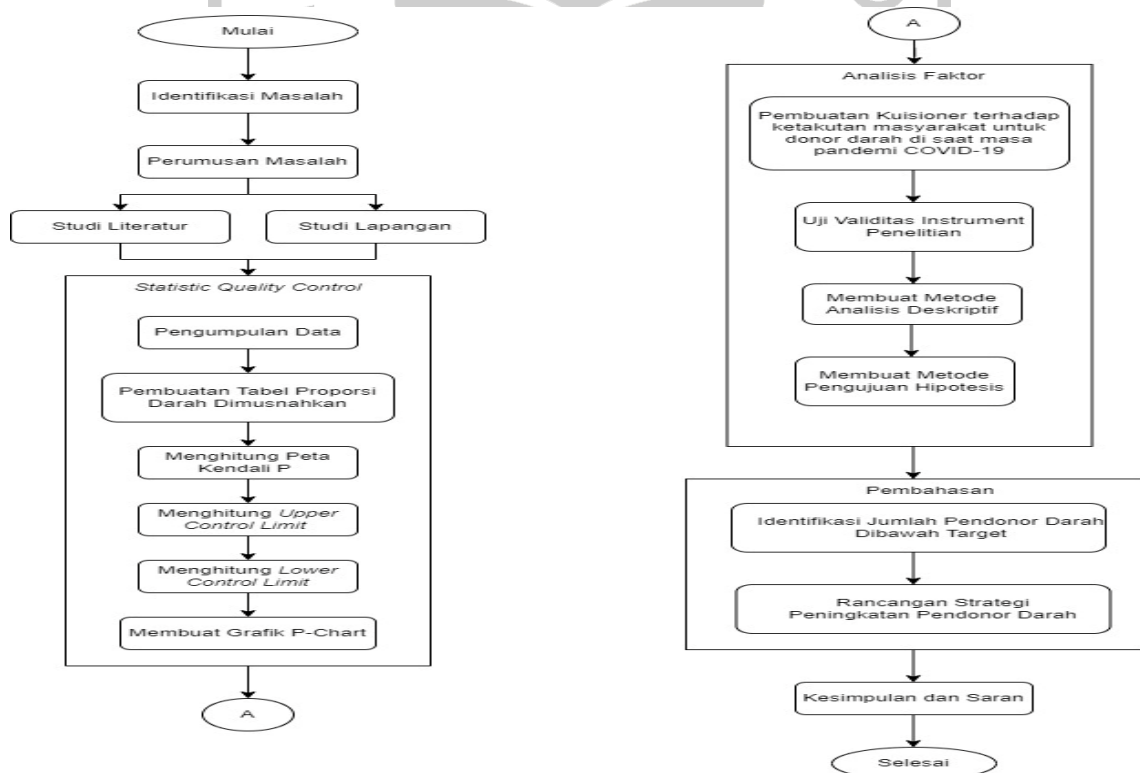 Mulai
Identifikasi Masalah
Perumusan Masalah
Studi Literatur
Studi Lapangan
Statistic Quality Control
Pengumpulan Data
Pembuatan Tabel Proporsi
Darah Dimusnahkan
Menghitung Peta
Kendali P
Menghitung Upper
Control Limit
Menghitung Lower
Control Limit
Membuat Grafik P-Chart
A
A
Analisis Faktor
Pembuatan Kuisioner terhadap
ketakutan masyarakat untuk
donor darah di saat masa
pandemi COVID-19
Uji Validitas Instrument
Penelitian
Membuat Metode
Analisis Deskriptif
Membuat Metode
Pengujuan Hipotesis
Pembahasan
Identifikasi Jumlah Pendonor Darah
Dibawah Target
Rancangan Strategi
Peningkatan Pendonor Darah
Kesimpulan dan Saran
Selesai